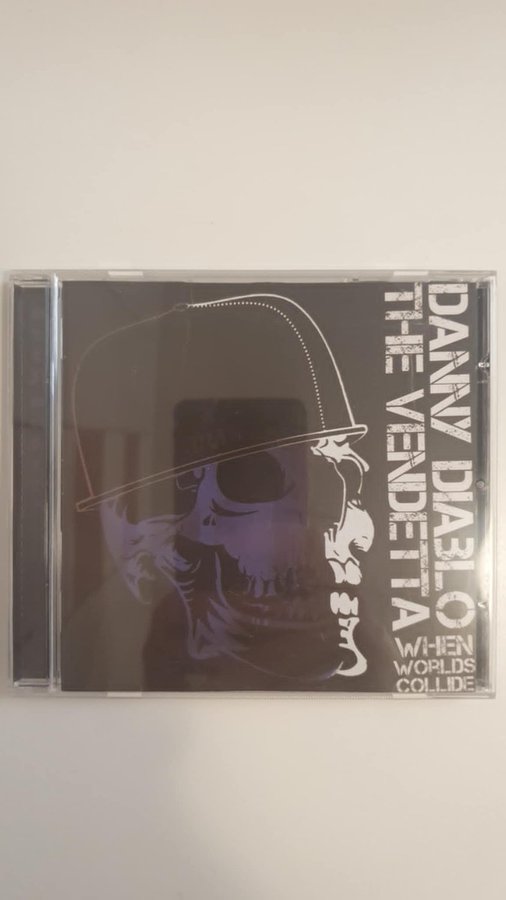 DANNY DIABLO
THE VENDETTA
WHEN
WORLDS
COLLIDE